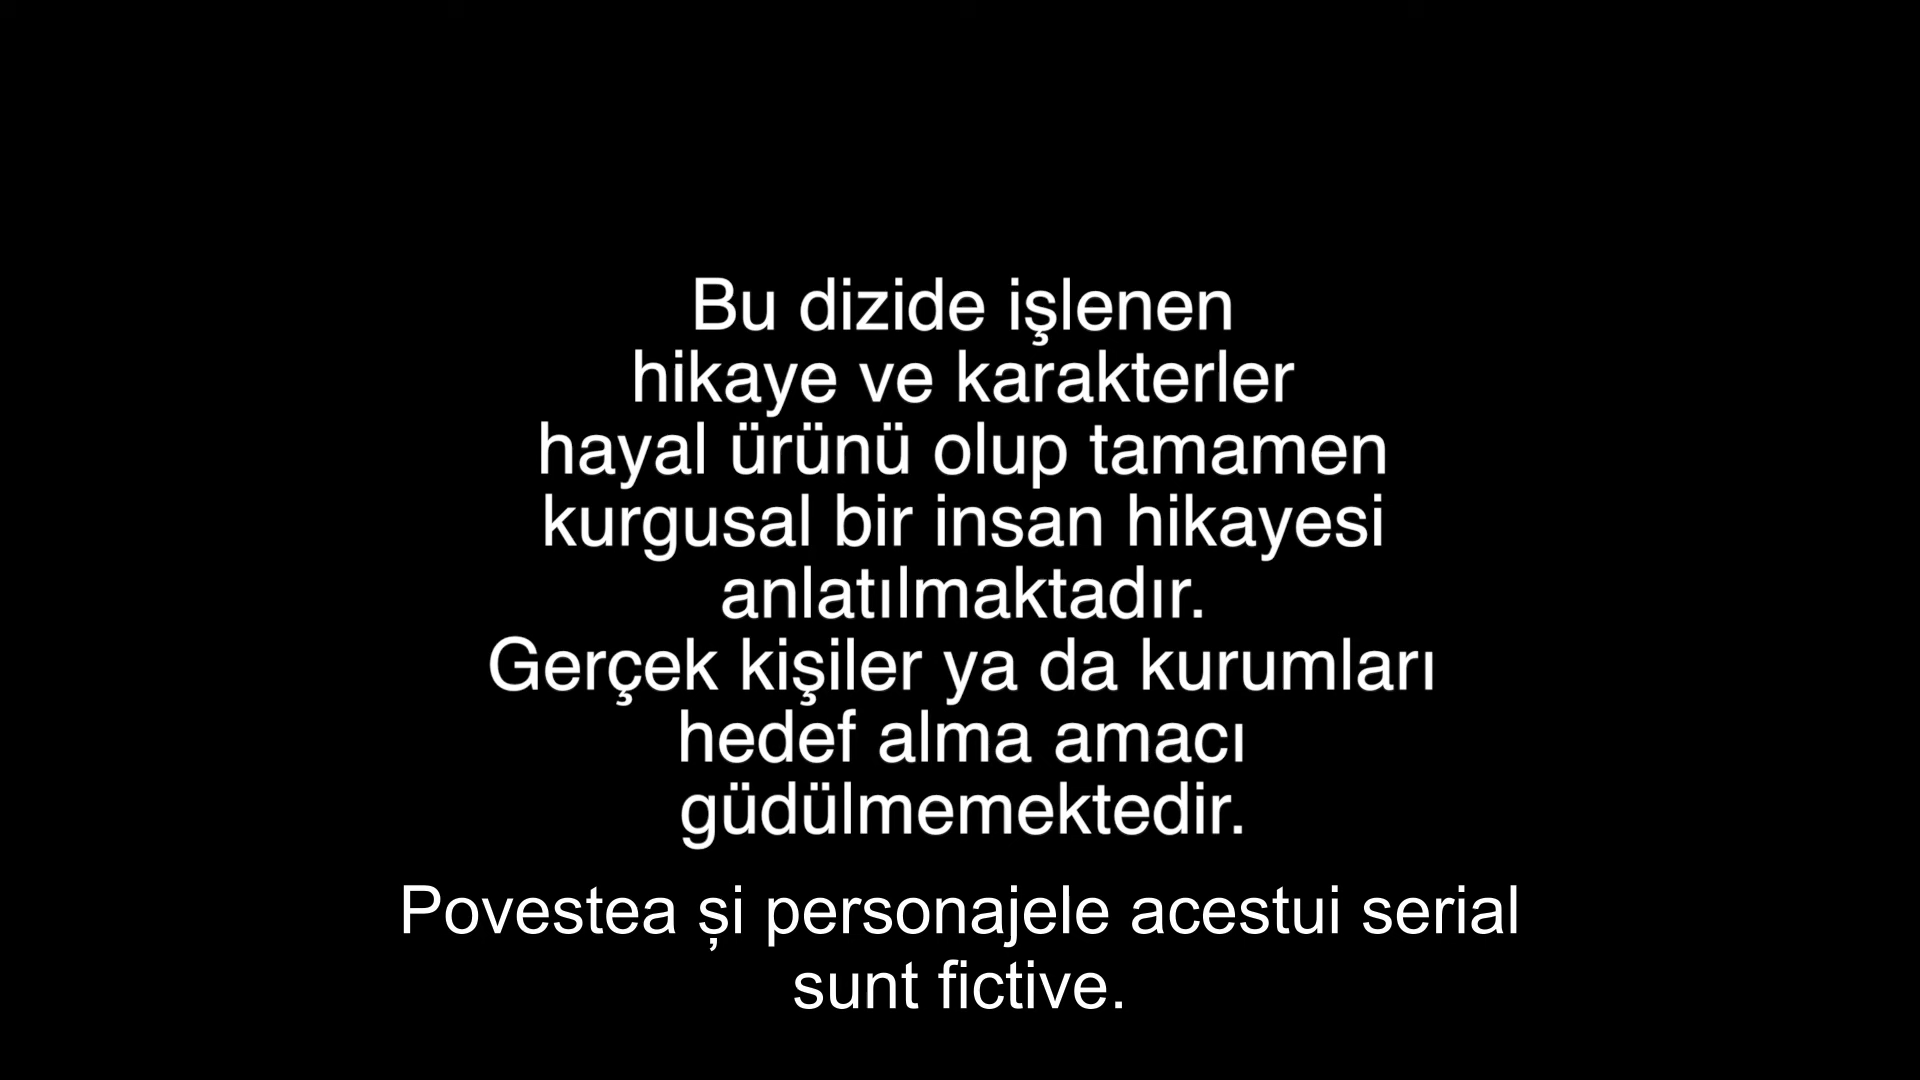 Bu dizide işlenen
hikaye ve karakterler
hayal ürünü olup tamamen
kurgusal bir insan hikayesi
anlatılmaktadır.
Gerçek kişiler ya da kurumları
hedef alma amacı
güdülmemektedir.
Povestea și personajele acestui serial
sunt fictive.